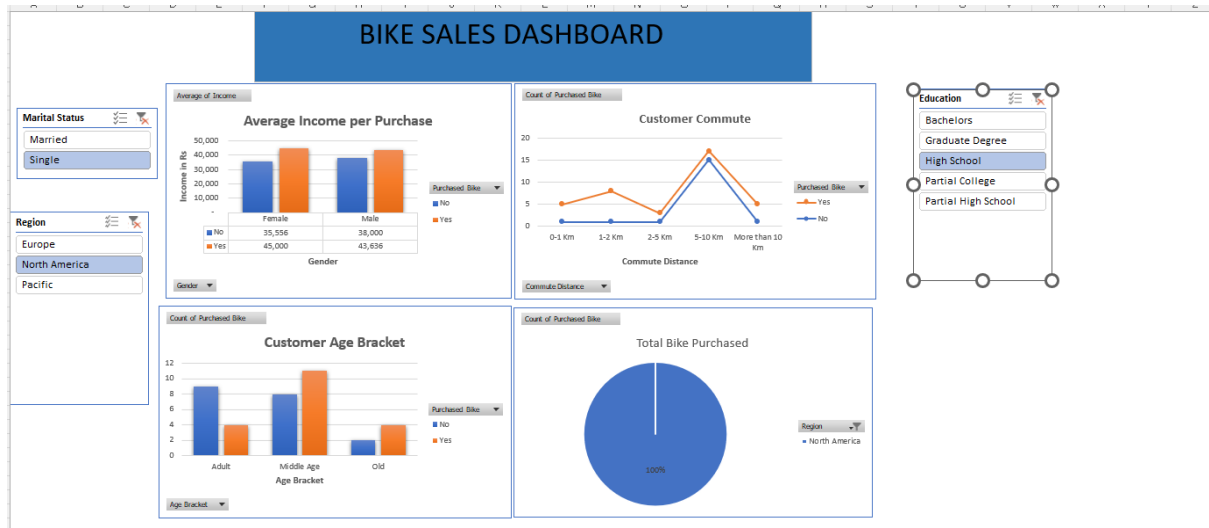 BIKE SALES DASHBOARD
Marital Status
Married
Single
Region
Europe
North America
Pacific
Average of Income
Average Income per Purchase
Income in Rs
50,000
40,000
30,000
20,000
10,000
-
Female Male
No 35,556 38,000
Yes 45,000 43,636
Gender
Purchased Bike
No
Yes
Gender
Count of Purchased Bike
Customer Commute
20
15
10
5
0
0-1 Km 1-2 Km 2-5 Km 5-10 Km More than 10
Km
Commute Distance
Purchased Bike
Yes
No
Commute Distance
Education
Bachelors
Graduate Degree
High School
Partial College
Partial High School
Count of Purchased Bike
Customer Age Bracket
12
10
8
6
4
2
0
Adult Middle Age Old
Age Bracket
Purchased Bike
No
Yes
Age Bracket
Count of Purchased Bike
Total Bike Purchased
100%
Region
North America